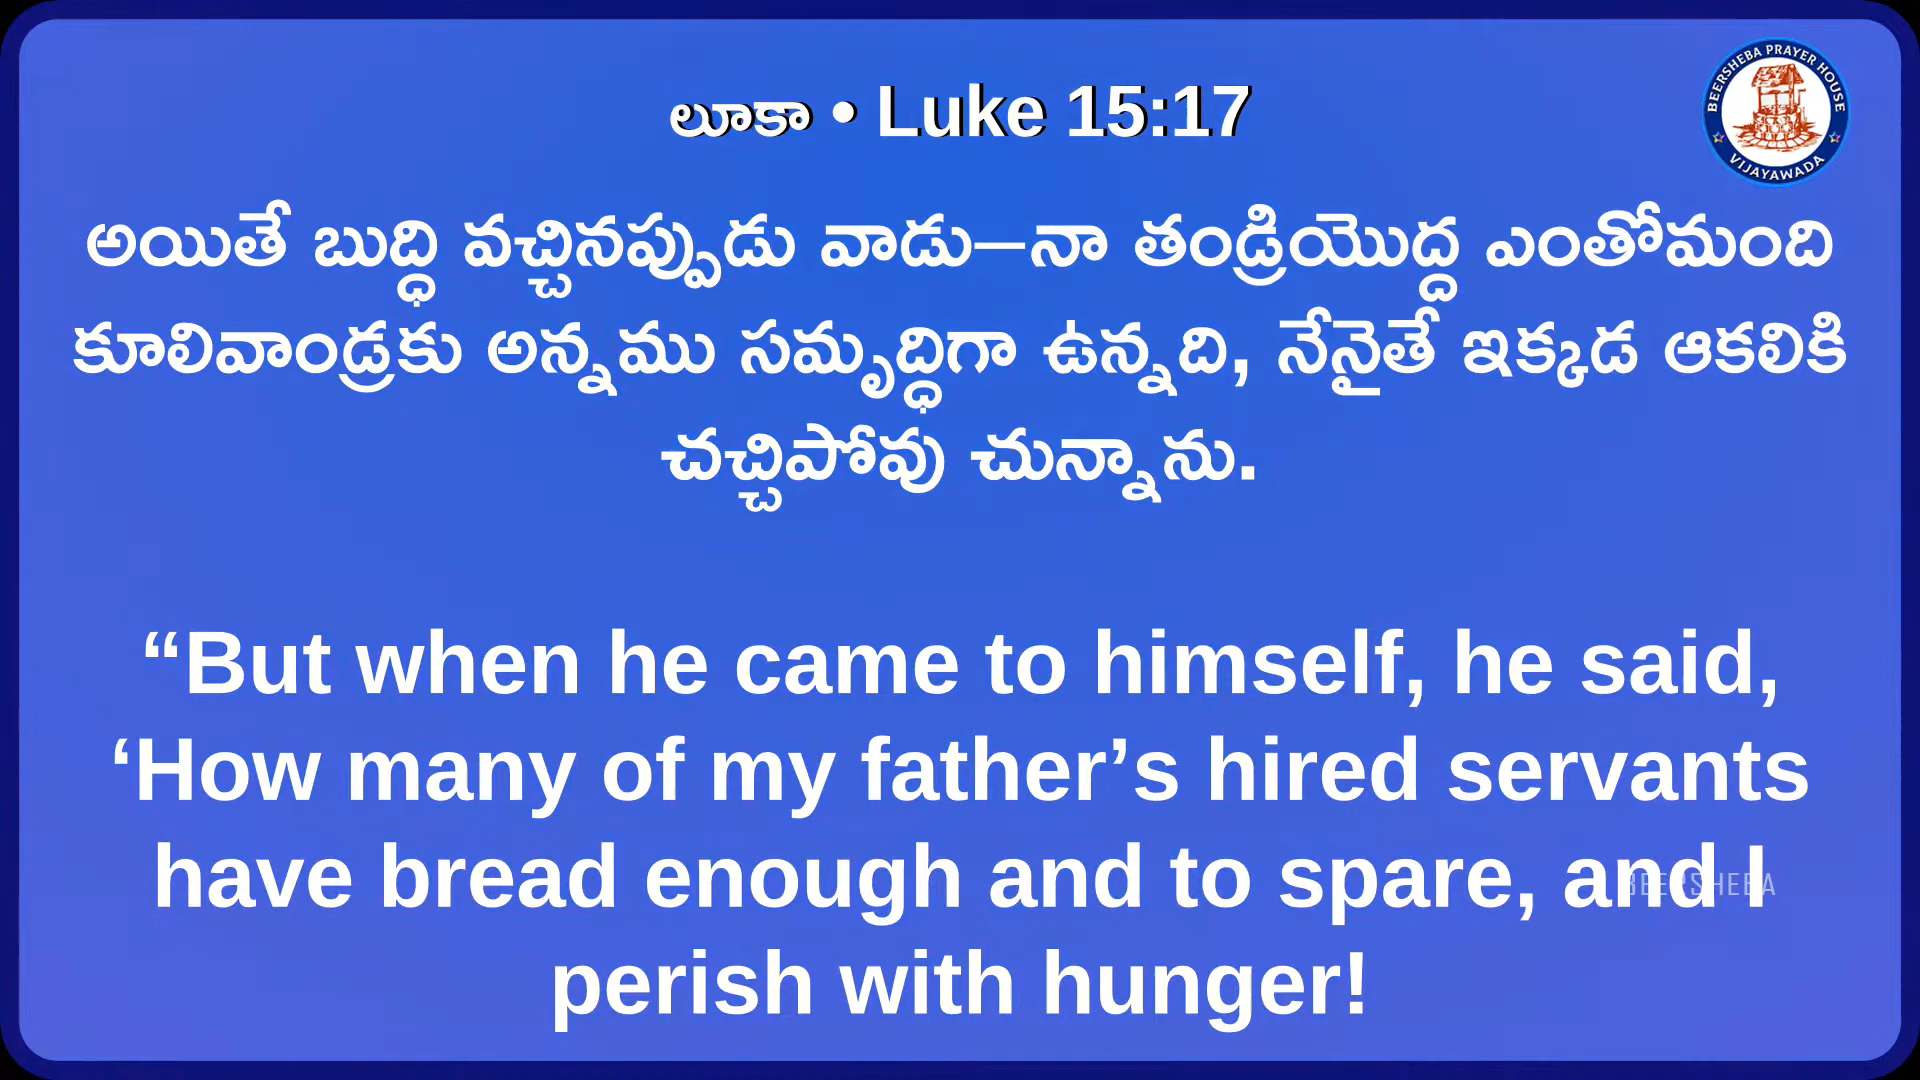 లూకా • Luke 15:17
BEERSHEBA PRAYER HOUSE
VIJAYAWADA
అయితే బుద్ధి వచ్చినప్పుడు వాడు—నా తండ్రియొద్ద ఎంతోమంది
కూలివాండ్రకు అన్నము సమృద్ధిగా ఉన్నది, నేనైతే ఇక్కడ ఆకలికి
చచ్చిపోవు చున్నాను.
“But when he came to himself, he said,
‘How many of my father’s hired servants
have bread enough and to spare, and I
BEERSHEBA
perish with hunger!